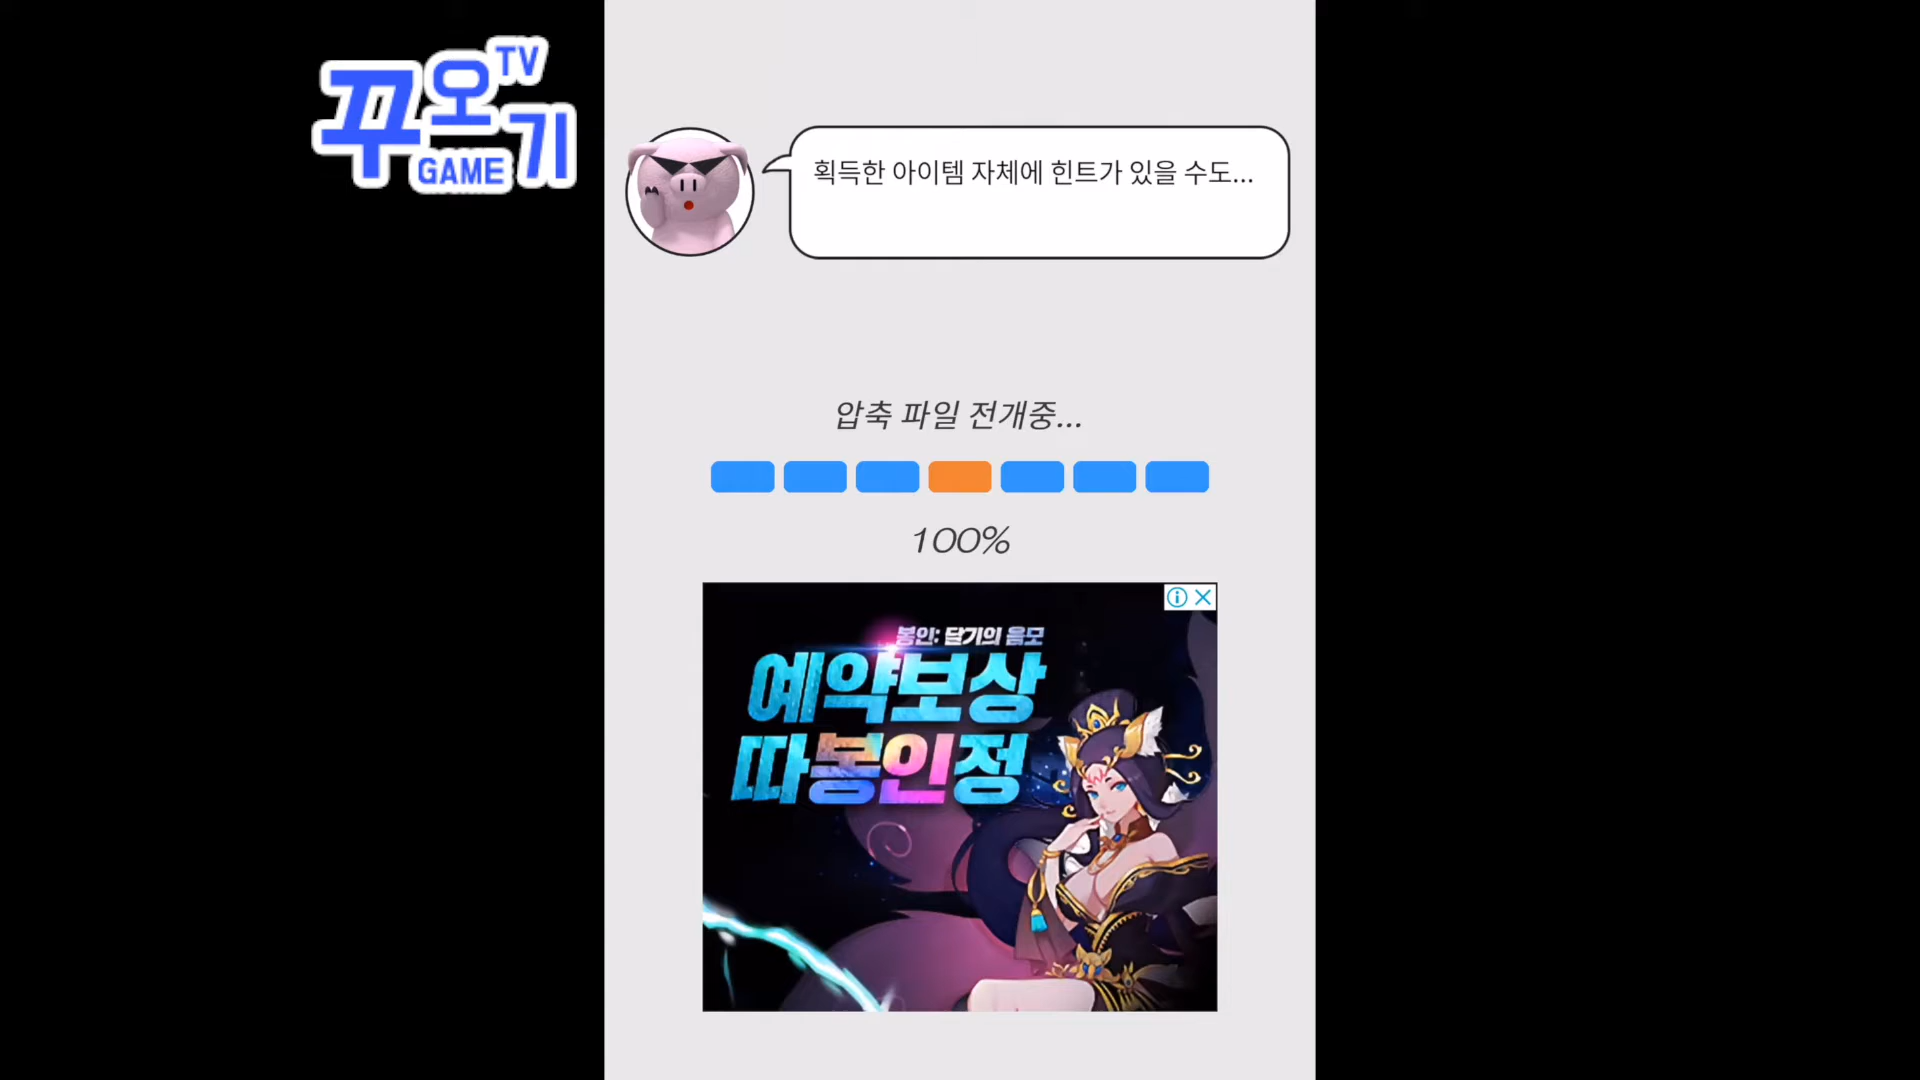 꾸오기 TV
GAME
획득한 아이템 자체에 힌트가 있을 수도...
압축 파일 전개중...
100%
봉인: 달기의 음모
예약보상
따봉인정